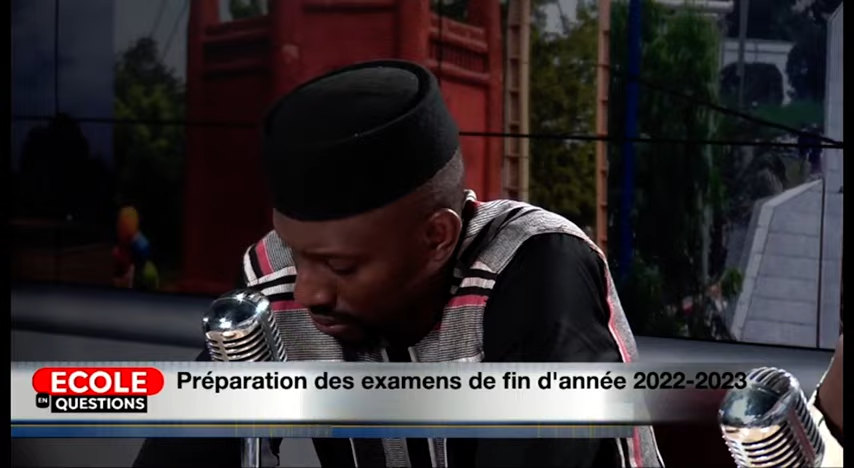 ECOLE
EN QUESTIONS
Préparation des examens de fin d'année 2022-2023